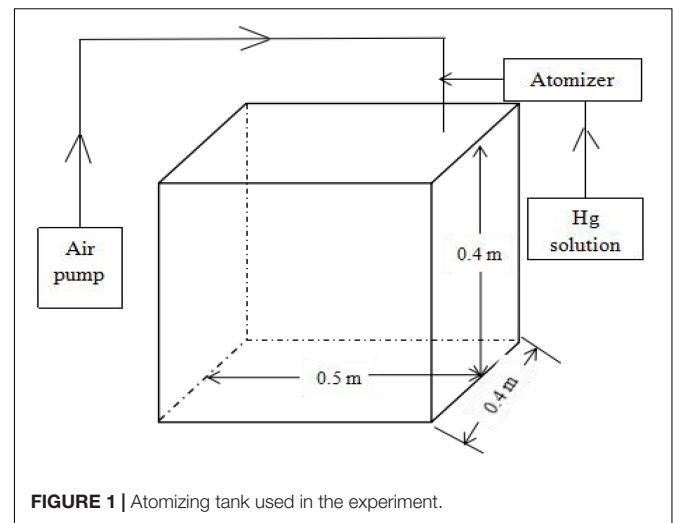 Atomizer
Hg
solution
Air
pump
0.4 m
0.5 m
0.4 m
FIGURE 1 | Atomizing tank used in the experiment.